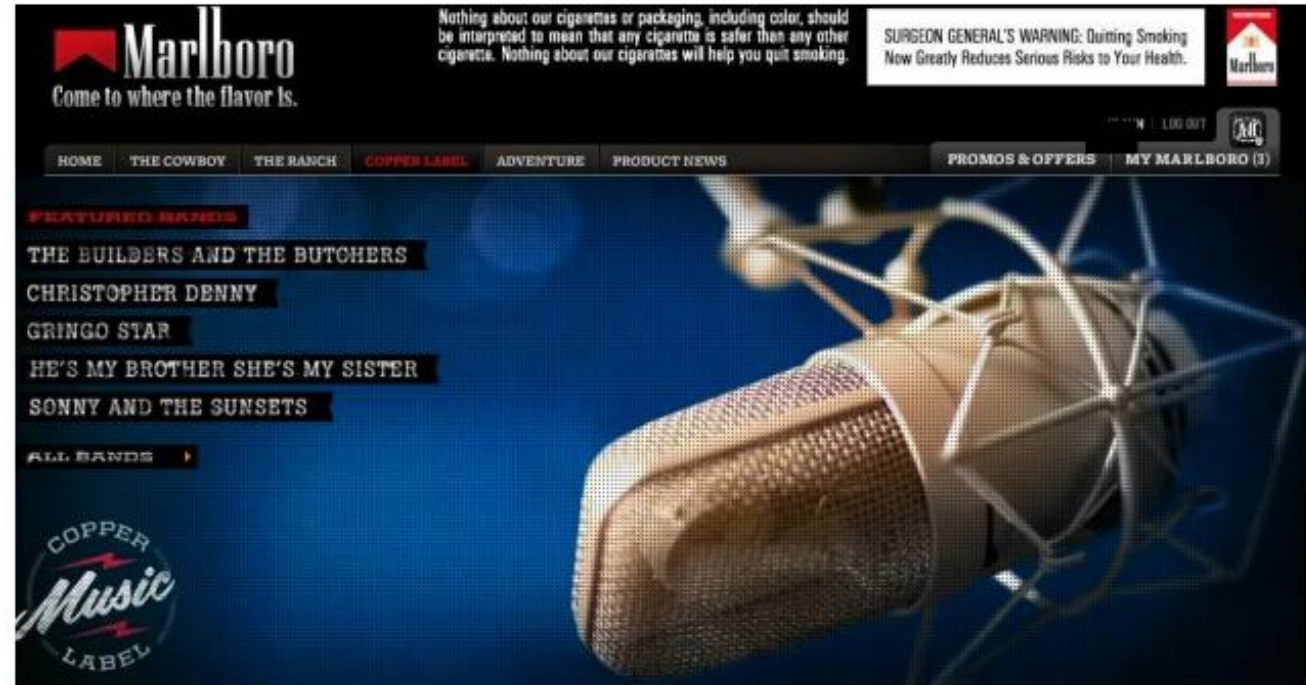 Marlboro
Come to where the flavor is.
Nothing about our cigarettes or packaging, including color, should
be interpreted to mean that any cigarette is safer than any other
cigarette. Nothing about our cigarettes will help you quit smoking.
SURGEON GENERAL'S WARNING: Quitting Smoking
Now Greatly Reduces Serious Risks to Your Health.
Marlboro
LOG OUT
M
HOME THE COWBOY THE RANCH COPPER LABEL ADVENTURE PRODUCT NEWS PROMOS & OFFERS MY MARLBORO (3)
FEATURED BANDS
THE BUILDERS AND THE BUTCHERS
CHRISTOPHER DENNY
GRINGO STAR
HE'S MY BROTHER SHE'S MY SISTER
SONNY AND THE SUNSETS
ALL BANDS
COPPER
Music
LABEL